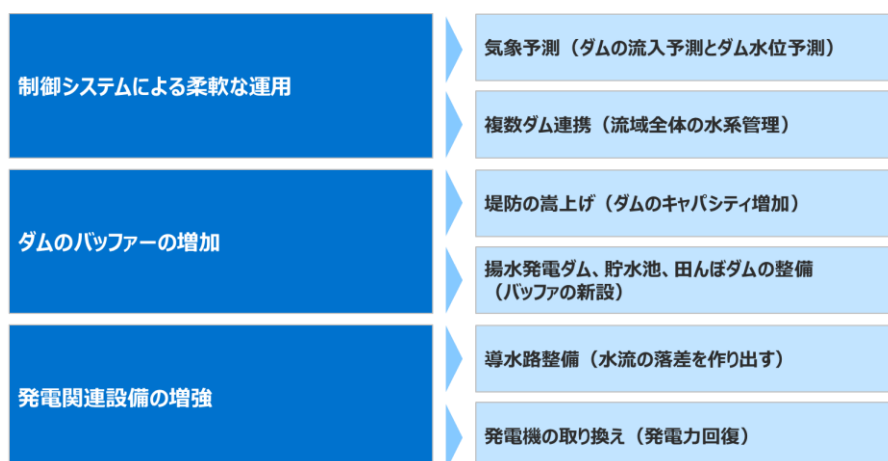 制御システムによる柔軟な運用
気象予測（ダムの流入予測とダム水位予測）
複数ダム連携（流域全体の水系管理）
ダムのバッファーの増加
堤防の嵩上げ（ダムのキャパシティ増加）
揚水発電ダム、貯水池、田んぼダムの整備
（バッファの新設）
発電関連設備の増強
導水路整備（水流の落差を作り出す）
発電機の取り換え（発電力回復）